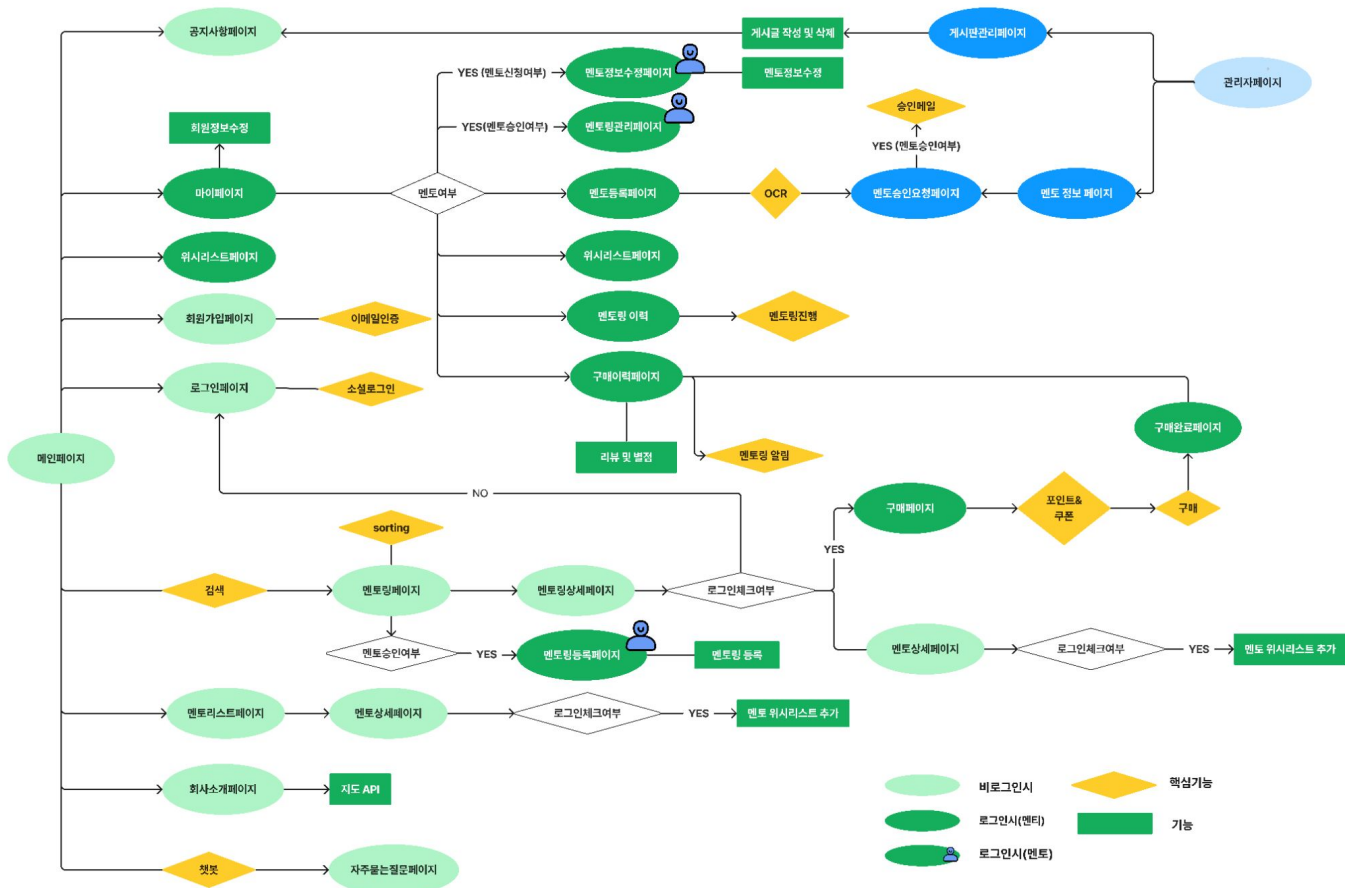 공지사항페이지
게시글 작성 및 삭제
게시판관리페이지
관리자페이지
YES (멘토신청여부)
멘토정보수정페이지
멘토정보수정
승인메일
회원정보수정
YES(멘토승인여부)
멘토링관리페이지
YES (멘토승인여부)
마이페이지
멘토여부
멘토등록페이지
OCR
멘토승인요청페이지
멘토 정보 페이지
위시리스트페이지
위시리스트페이지
회원가입페이지
이메일인증
멘토링 이력
멘토링진행
로그인페이지
소셜로그인
구매이력페이지
구매완료페이지
메인페이지
리뷰 및 별점
멘토링 알림
NO
구매페이지
포인트&
쿠폰
구매
sorting
YES
검색
멘토링페이지
멘토링상세페이지
로그인체크여부
멘토승인여부
YES
멘토링등록페이지
멘토링 등록
멘토상세페이지
로그인체크여부
YES
멘토 위시리스트 추가
멘토리스트페이지
멘토상세페이지
로그인체크여부
YES
멘토 위시리스트 추가
회사소개페이지
지도 API
비로그인시
핵심기능
로그인시(멘티)
기능
로그인시(멘토)
챗봇
자주묻는질문페이지